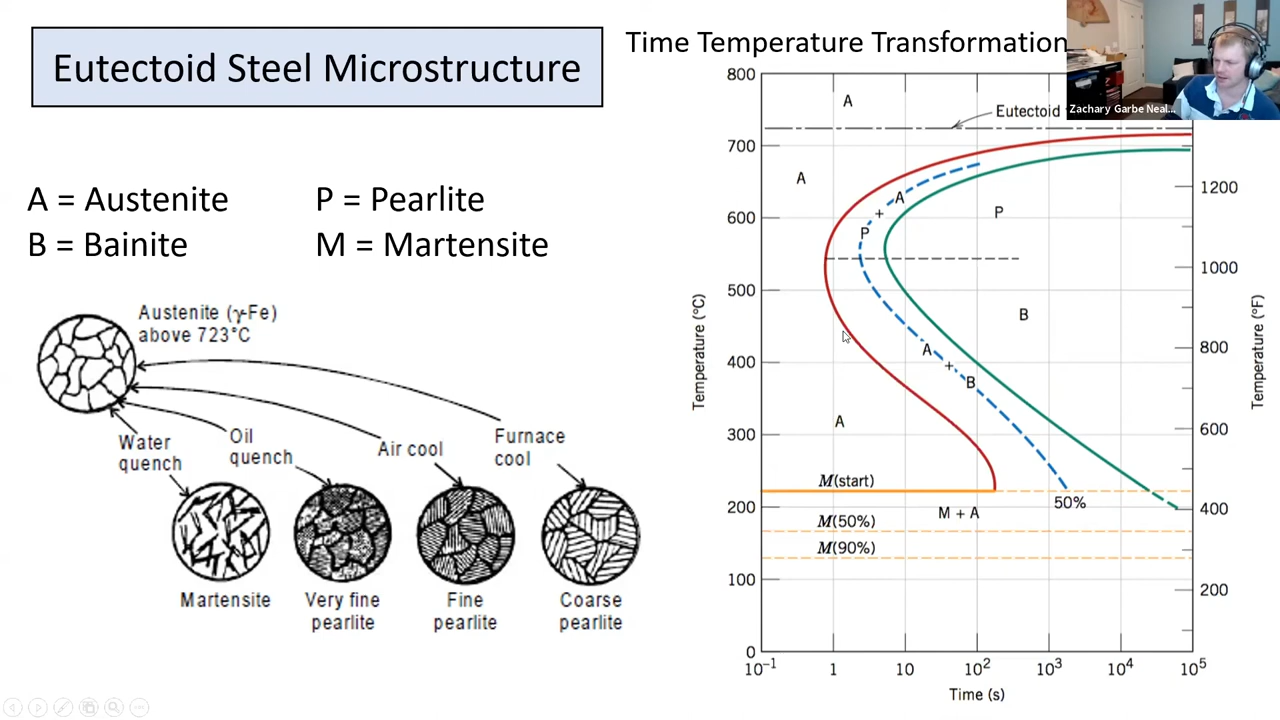 Eutectoid Steel Microstructure
Time Temperature Transformation
Zachary Garbe Neal...
A = Austenite P = Pearlite
B = Bainite M = Martensite
Austenite (γ-Fe)
above 723°C
Water
quench
Oil
quench
Air cool
Furnace
cool
Martensite
Very fine
pearlite
Fine
pearlite
Coarse
pearlite
800
700
600
500
400
300
200
100
0
Temperature (°C)
A
Eutectoid
A
A
+
P
P
B
A
+
B
A
M(start)
M + A
50%
M(50%)
M(90%)
1200
1000
800
600
400
200
Temperature (°F)
10⁻¹ 1 10 10² 10³ 10⁴ 10⁵
Time (s)